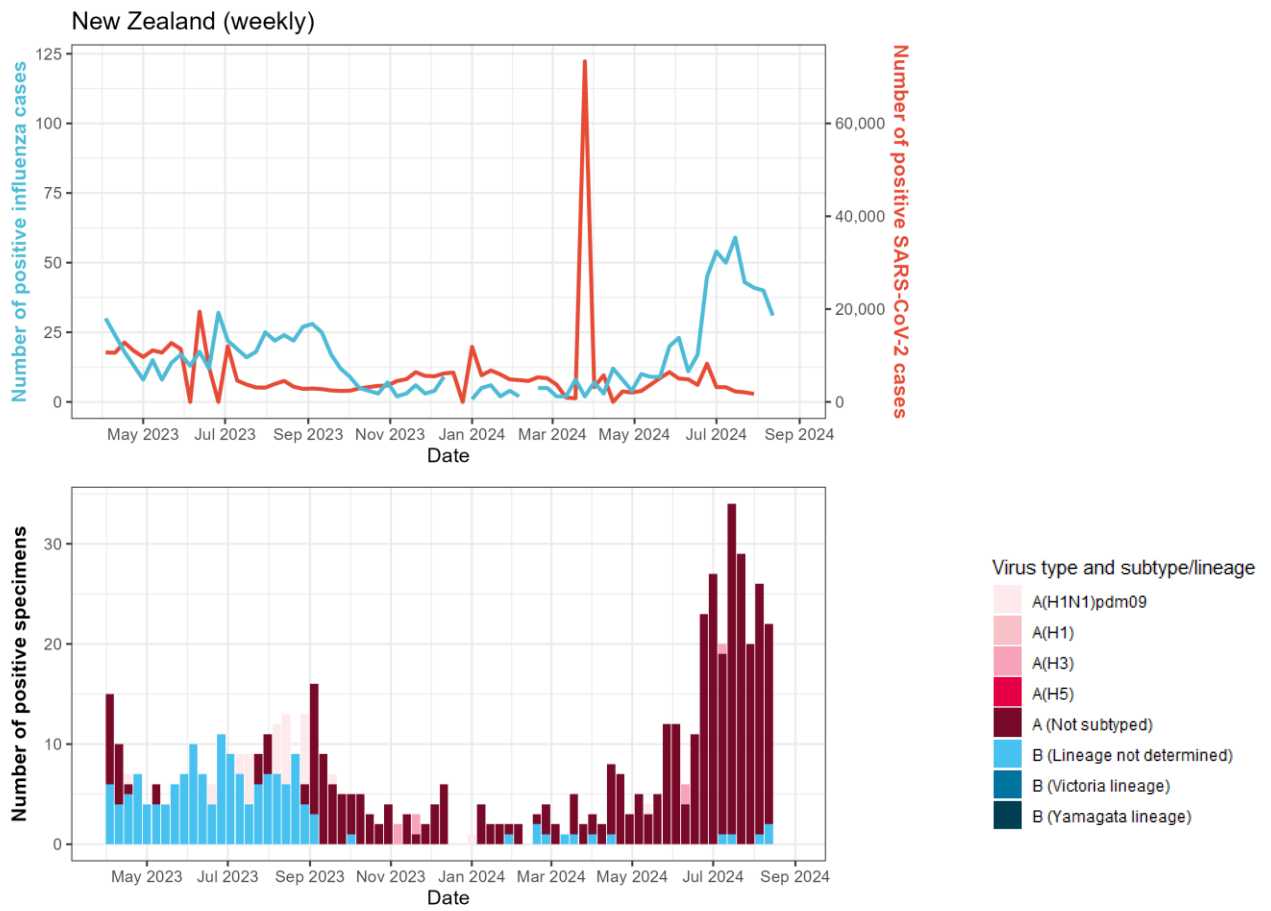 New Zealand (weekly)
Number of positive influenza cases
125
100
75
50
25
0
60,000
40,000
20,000
0
Number of positive SARS-CoV-2 cases
May 2023 Jul 2023 Sep 2023 Nov 2023 Jan 2024 Mar 2024 May 2024 Jul 2024 Sep 2024
Date
Number of positive specimens
30
20
10
0
May 2023 Jul 2023 Sep 2023 Nov 2023 Jan 2024 Mar 2024 May 2024 Jul 2024 Sep 2024
Date
Virus type and subtype/lineage
A(H1N1)pdm09
A(H1)
A(H3)
A(H5)
A (Not subtyped)
B (Lineage not determined)
B (Victoria lineage)
B (Yamagata lineage)